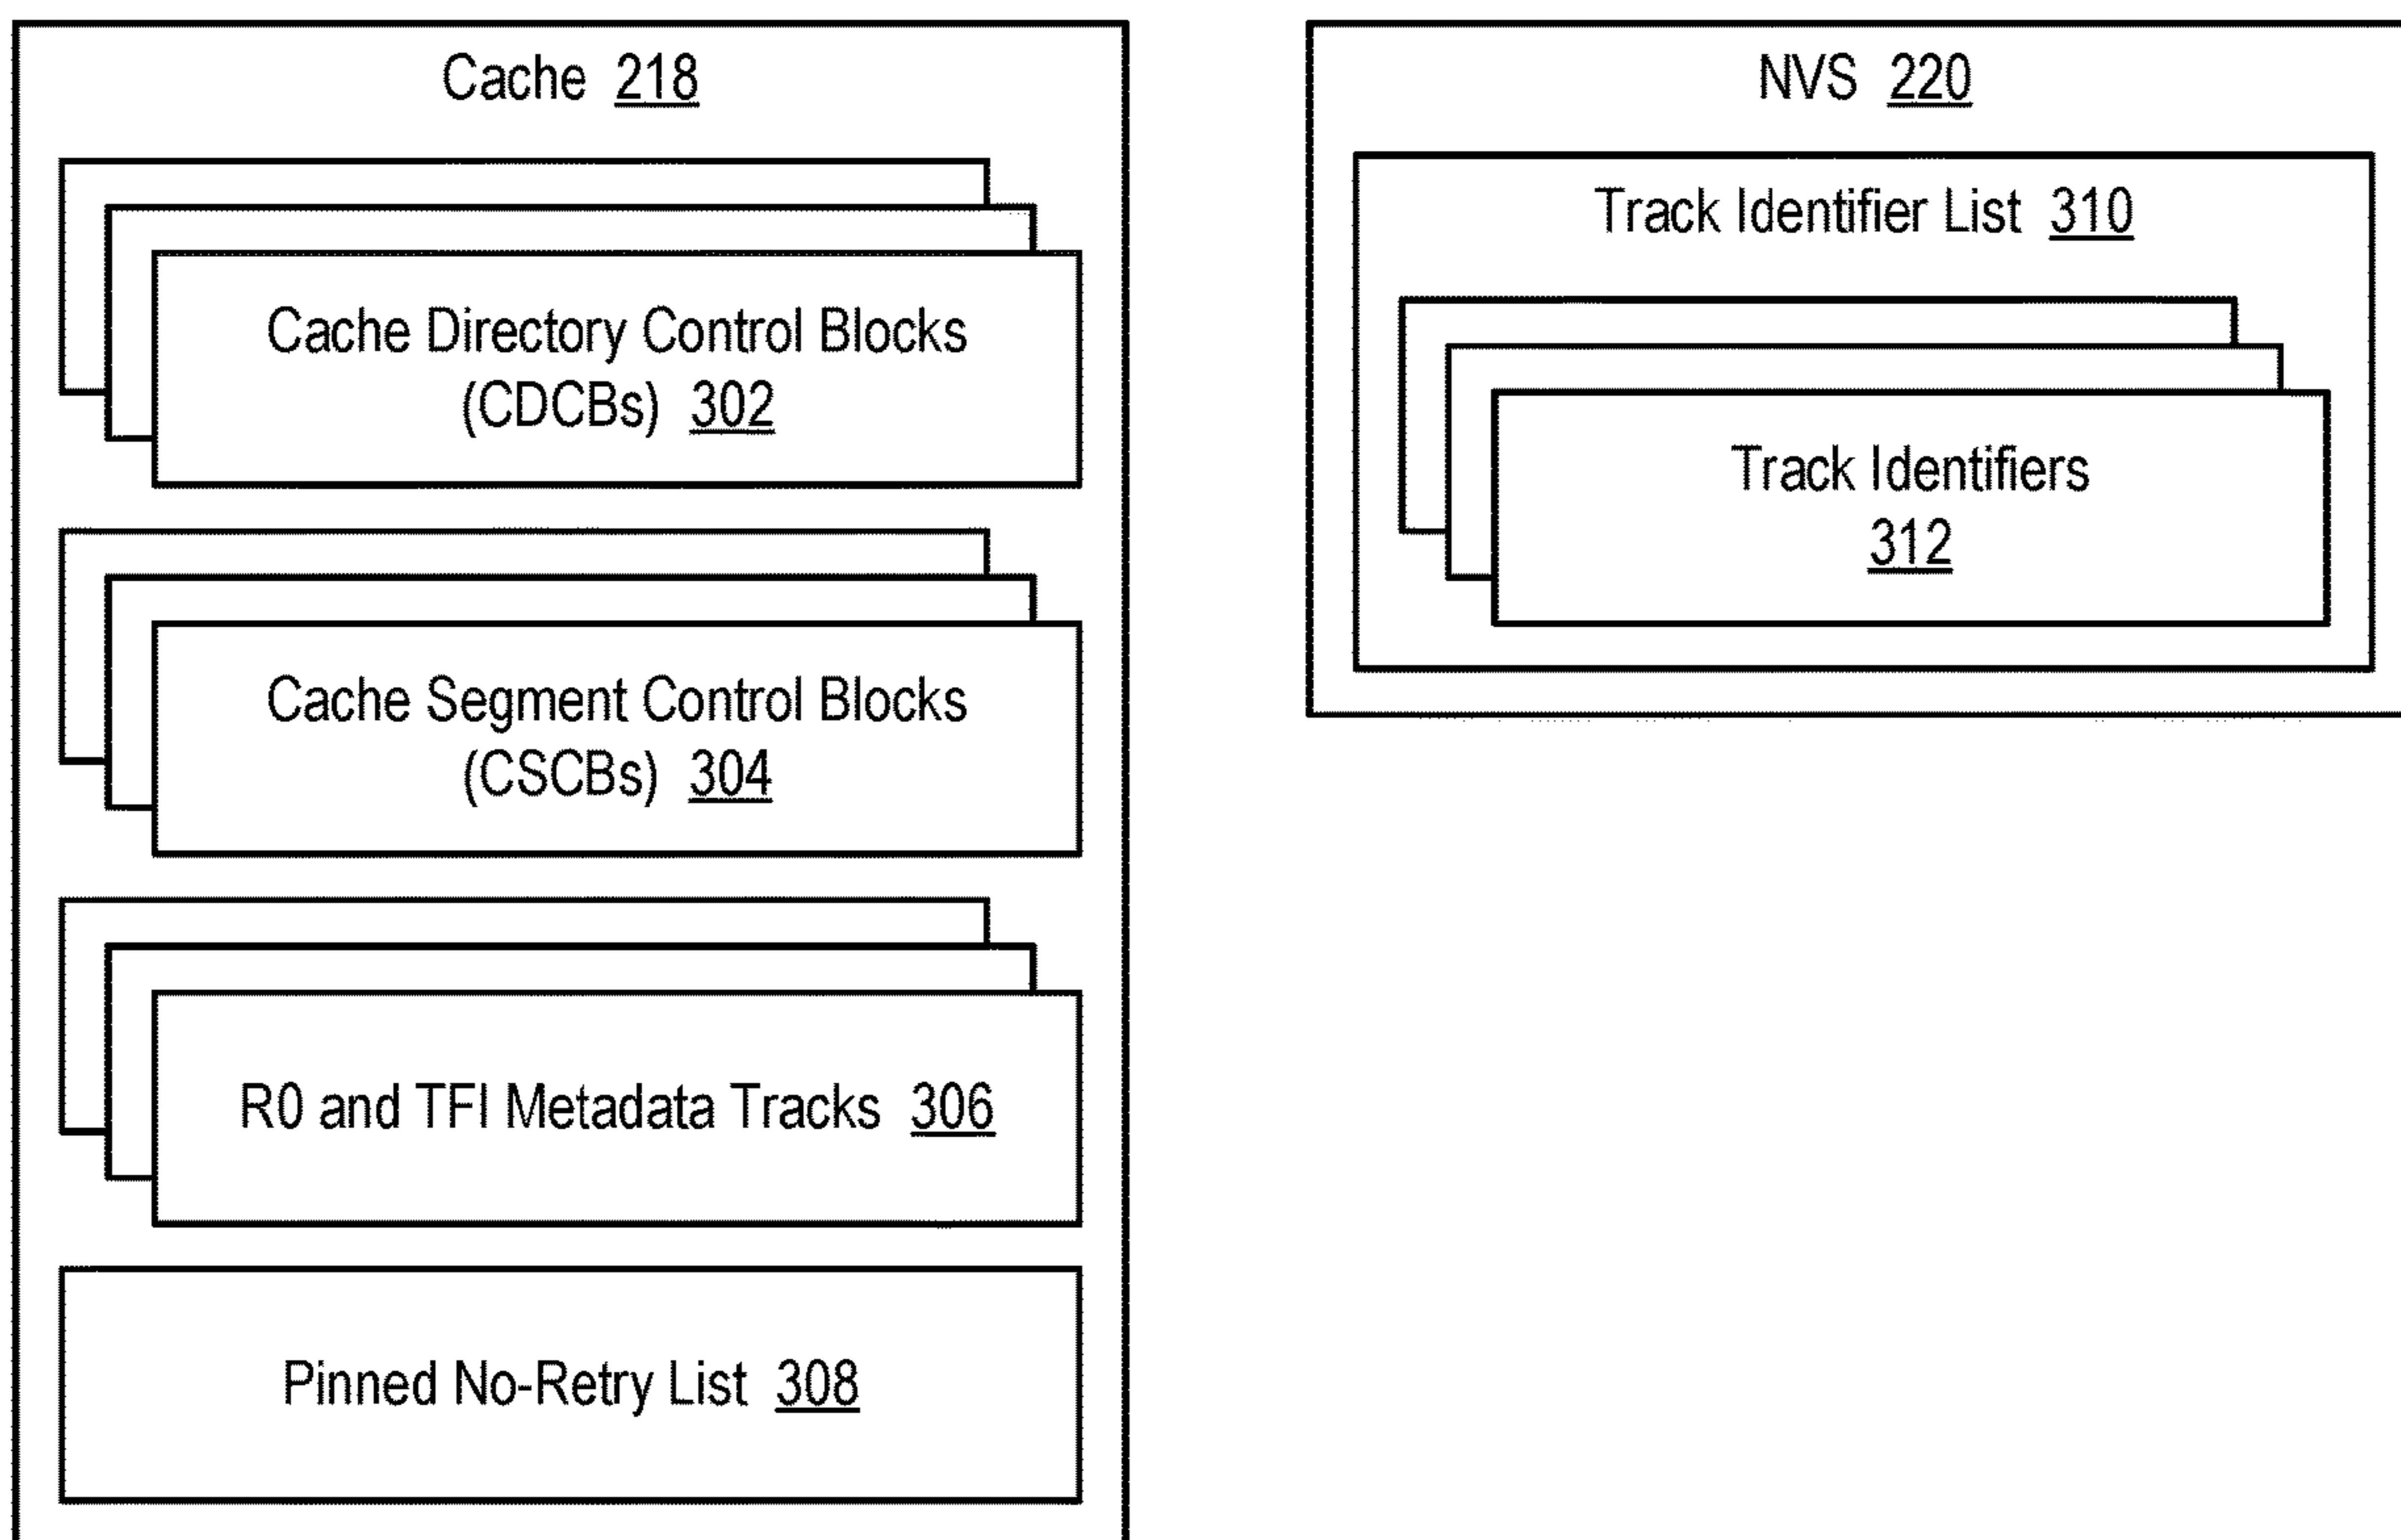 Cache 218
Cache Directory Control Blocks
(CDCBs) 302
Cache Segment Control Blocks
(CSCBs) 304
R0 and TFI Metadata Tracks 306
Pinned No-Retry List 308
NVS 220
Track Identifier List 310
Track Identifiers
312